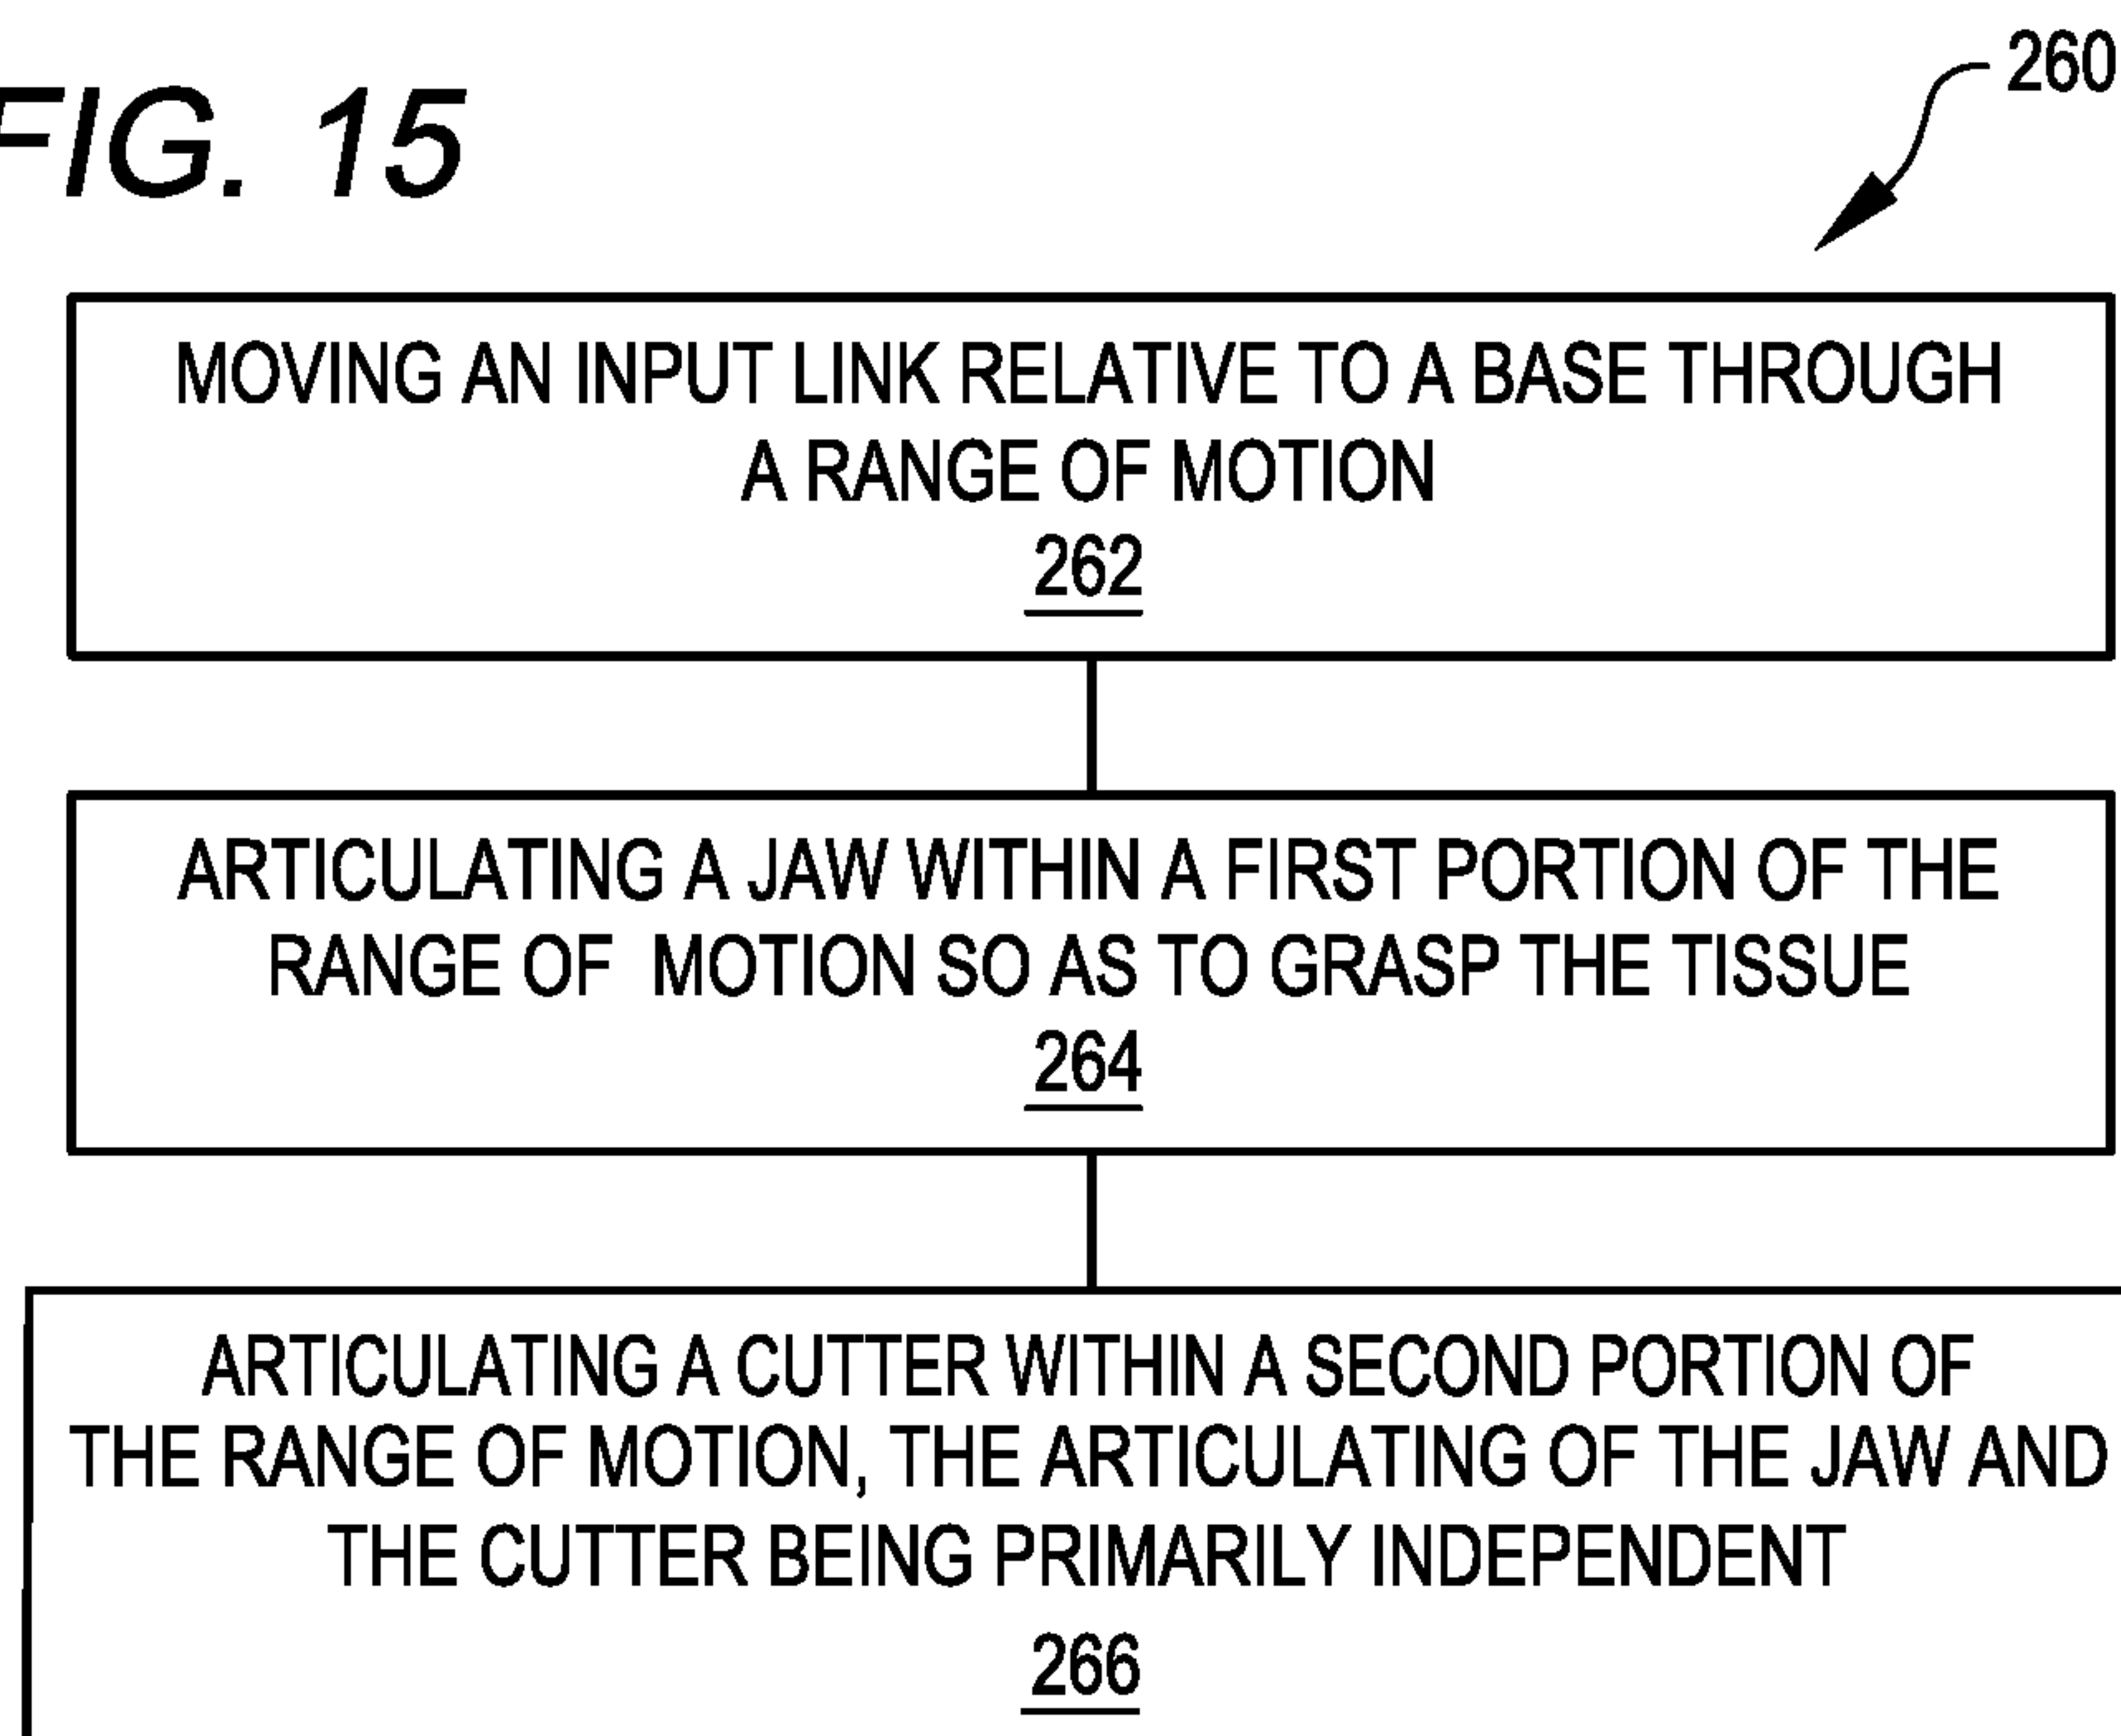 260
FIG. 15
MOVING AN INPUT LINK RELATIVE TO A BASE THROUGH
A RANGE OF MOTION
262
ARTICULATING A JAW WITHIN A FIRST PORTION OF THE
RANGE OF MOTION SO AS TO GRASP THE TISSUE
264
ARTICULATING A CUTTER WITHIN A SECOND PORTION OF
THE RANGE OF MOTION, THE ARTICULATING OF THE JAW AND
THE CUTTER BEING PRIMARILY INDEPENDENT
266